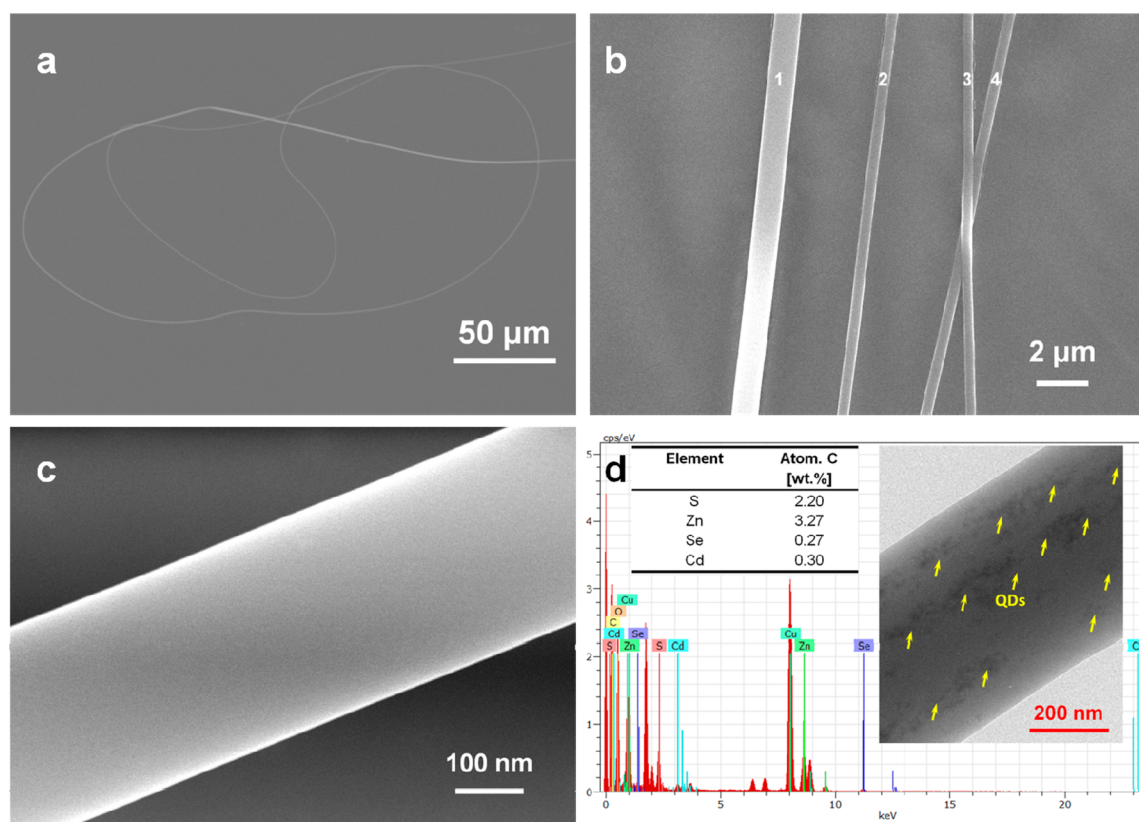 a
50 µm
b
1
2
3
4
2 µm
c
100 nm
d
cps/eV
5
4
3
2
1
0
Element Atom. C
[wt.%]
S 2.20
Zn 3.27
Se 0.27
Cd 0.30
Cu
O
C
Cd Se
S Zn S Cd
Cu
Zn
Se
C
QDs
200 nm
0 5 10 15 20
keV